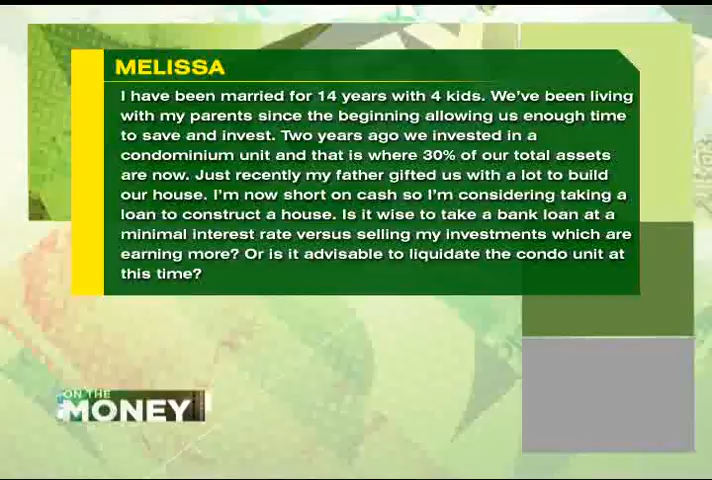 MELISSA
I have been married for 14 years with 4 kids. We've been living
with my parents since the beginning allowing us enough time
to save and invest. Two years ago we invested in a
condominium unit and that is where 30% of our total assets
are now. Just recently my father gifted us with a lot to build
our house. I'm now short on cash so I'm considering taking a
loan to construct a house. Is it wise to take a bank loan at a
minimal interest rate versus selling my investments which are
earning more? Or is it advisable to liquidate the condo unit at
this time?
ON THE
MONEY